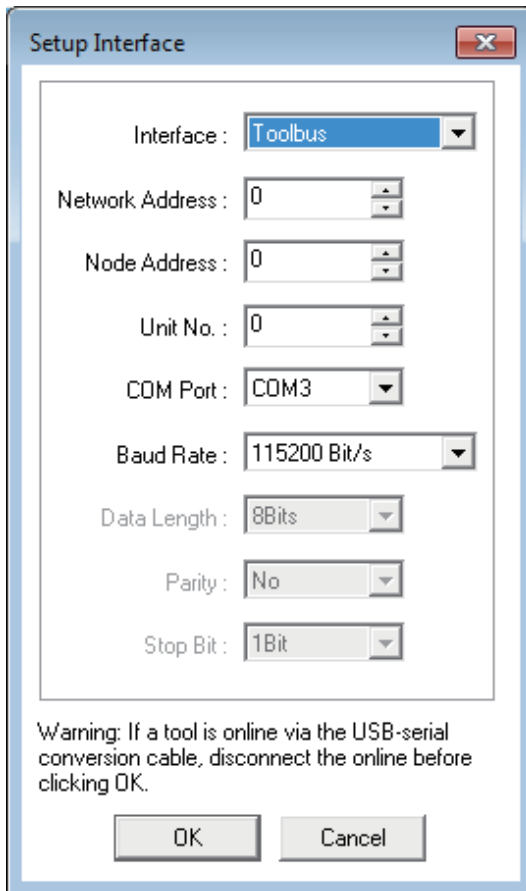 Setup Interface
Interface : Toolbus
Network Address : 0
Node Address : 0
Unit No. : 0
COM Port : COM3
Baud Rate : 115200 Bit/s
Data Length : 8Bits
Parity : No
Stop Bit : 1Bit
Warning: If a tool is online via the USB-serial
conversion cable, disconnect the online before
clicking OK.
OK Cancel